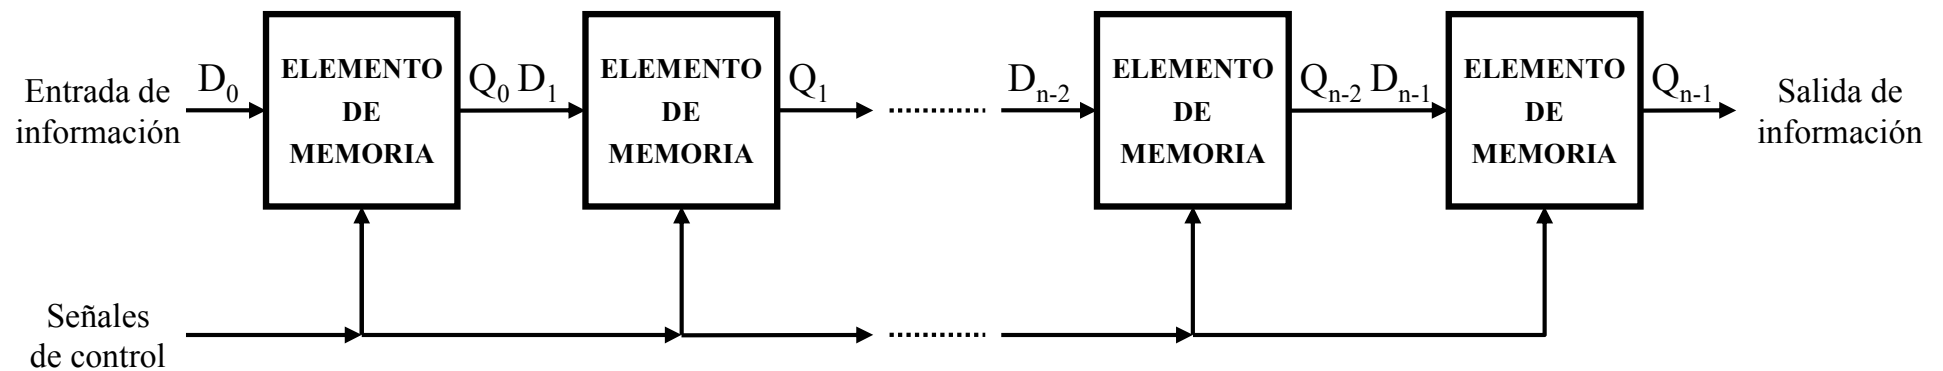 Entrada de
información
D0
ELEMENTO
DE
MEMORIA
Q0 D1
ELEMENTO
DE
MEMORIA
Q1
Dn-2
ELEMENTO
DE
MEMORIA
Qn-2 Dn-1
ELEMENTO
DE
MEMORIA
Qn-1
Salida de
información
Señales
de control